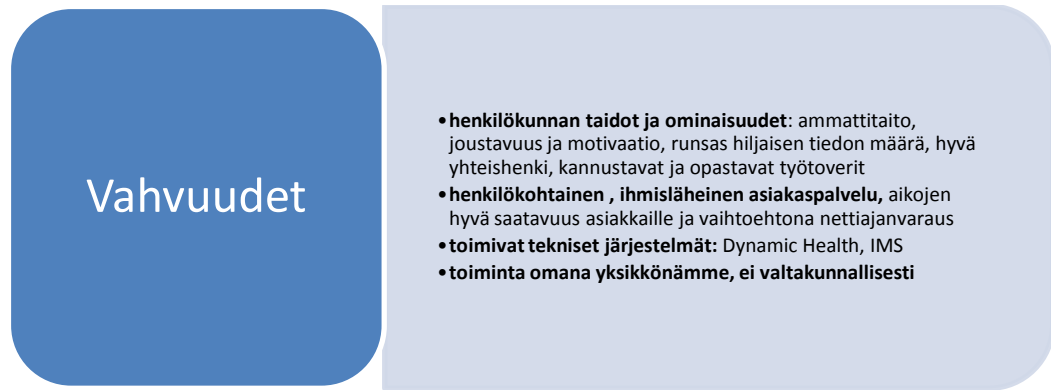 Vahvuudet
•henkilökunnan taidot ja ominaisuudet: ammattitaito,
joustavuus ja motivaatio, runsas hiljaisen tiedon määrä, hyvä
yhteishenki, kannustavat ja opastavat työtoverit
•henkilökohtainen , ihmisläheinen asiakaspalvelu, aikojen
hyvä saatavuus asiakkaille ja vaihtoehtona nettiajanvaraus
•toimivat tekniset järjestelmät: Dynamic Health, IMS
•toiminta omana yksikkönämme, ei valtakunnallisesti